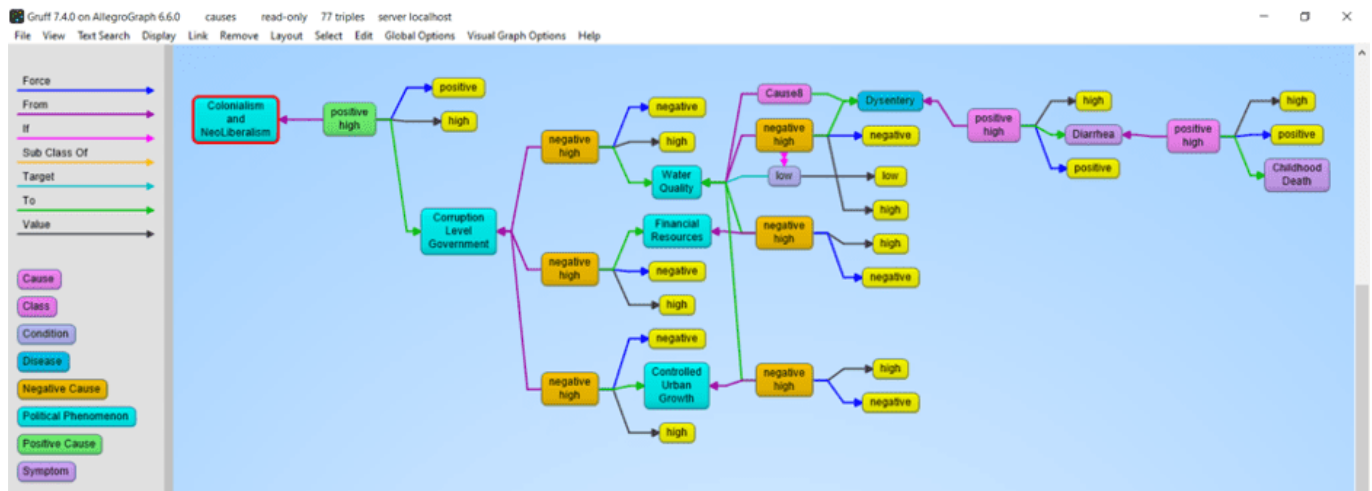 Gruff 7.4.0 on AllegroGraph 6.6.0 causes read-only 77 triples server localhost
File View Text Search Display Link Remove Layout Select Edit Global Options Visual Graph Options Help
Force
From
If
Sub Class Of
Target
To
Value
Cause
Class
Condition
Disease
Negative Cause
Political Phenomenon
Positive Cause
Symptom
Colonialism
and
NeoLiberalism
positive
high
positive
high
Corruption
Level
Government
negative
high
negative
high
Water
Quality
negative
high
Financial
Resources
negative
high
negative
high
negative
Controlled
Urban
Growth
high
Cause8
negative
high
low
Dysentery
negative
low
high
negative
high
high
negative
negative
high
high
negative
positive
high
high
Diarrhea
positive
positive
high
high
positive
Childhood
Death